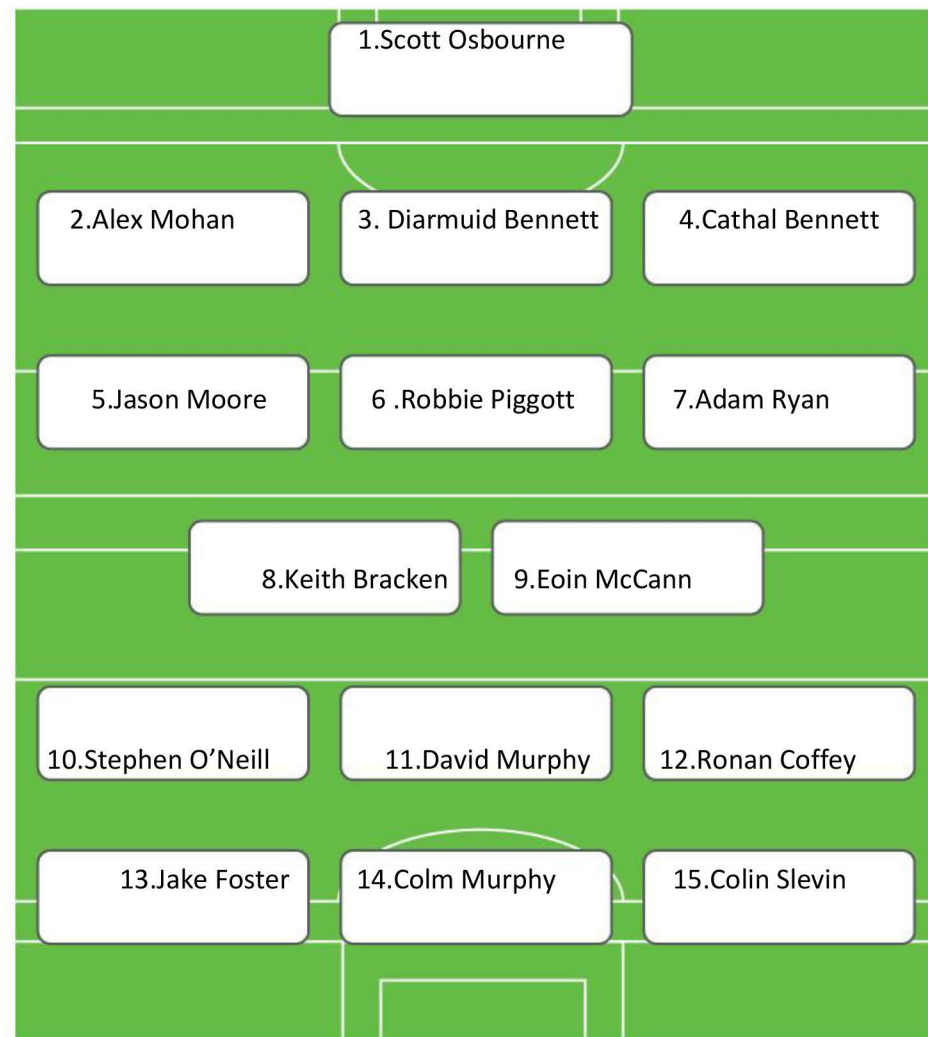 1.Scott Osbourne
2.Alex Mohan
3. Diarmuid Bennett
4.Cathal Bennett
5.Jason Moore
6 .Robbie Piggott
7.Adam Ryan
8.Keith Bracken
9.Eoin McCann
10.Stephen O’Neill
11.David Murphy
12.Ronan Coffey
13.Jake Foster
14.Colm Murphy
15.Colin Slevin